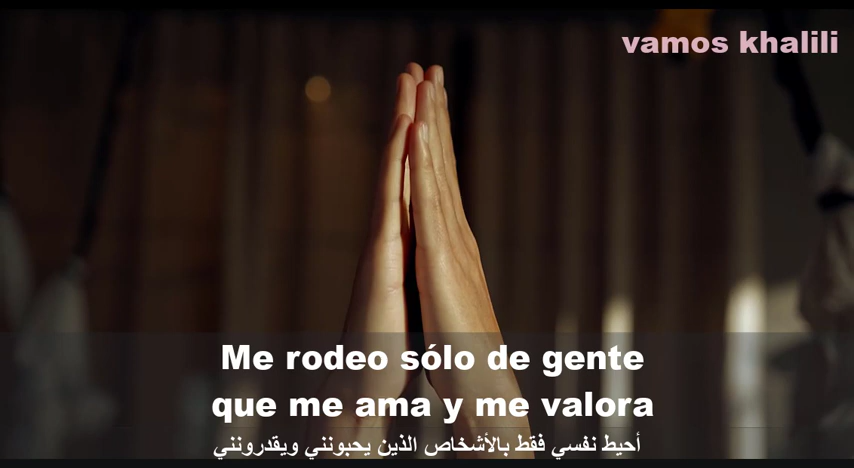 vamos khalili
Me rodeo sólo de gente
que me ama y me valora
أحيط نفسي فقط بالأشخاص الذين يحبونني ويقدرونني